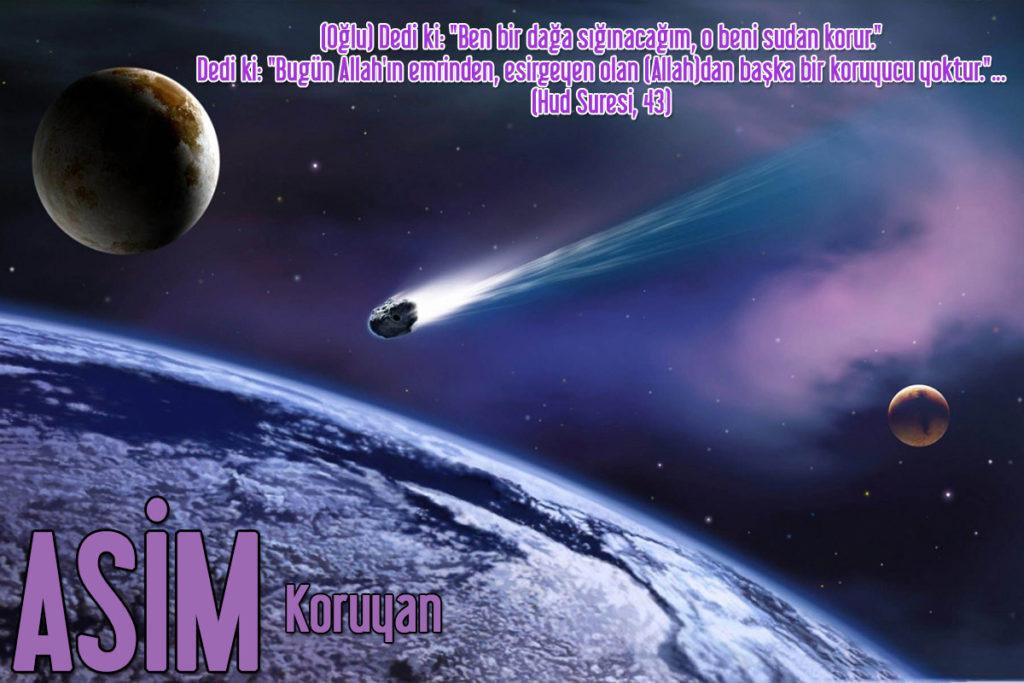 (Oğlu) Dedi ki: "Ben bir dağa sığınacağım, o beni sudan korur."
Dedi ki: "Bugün Allah'ın emrinden, esirgeyen olan (Allah)dan başka bir koruyucu yoktur."...
(Hud Suresi, 43)
ASİM
Koruyan